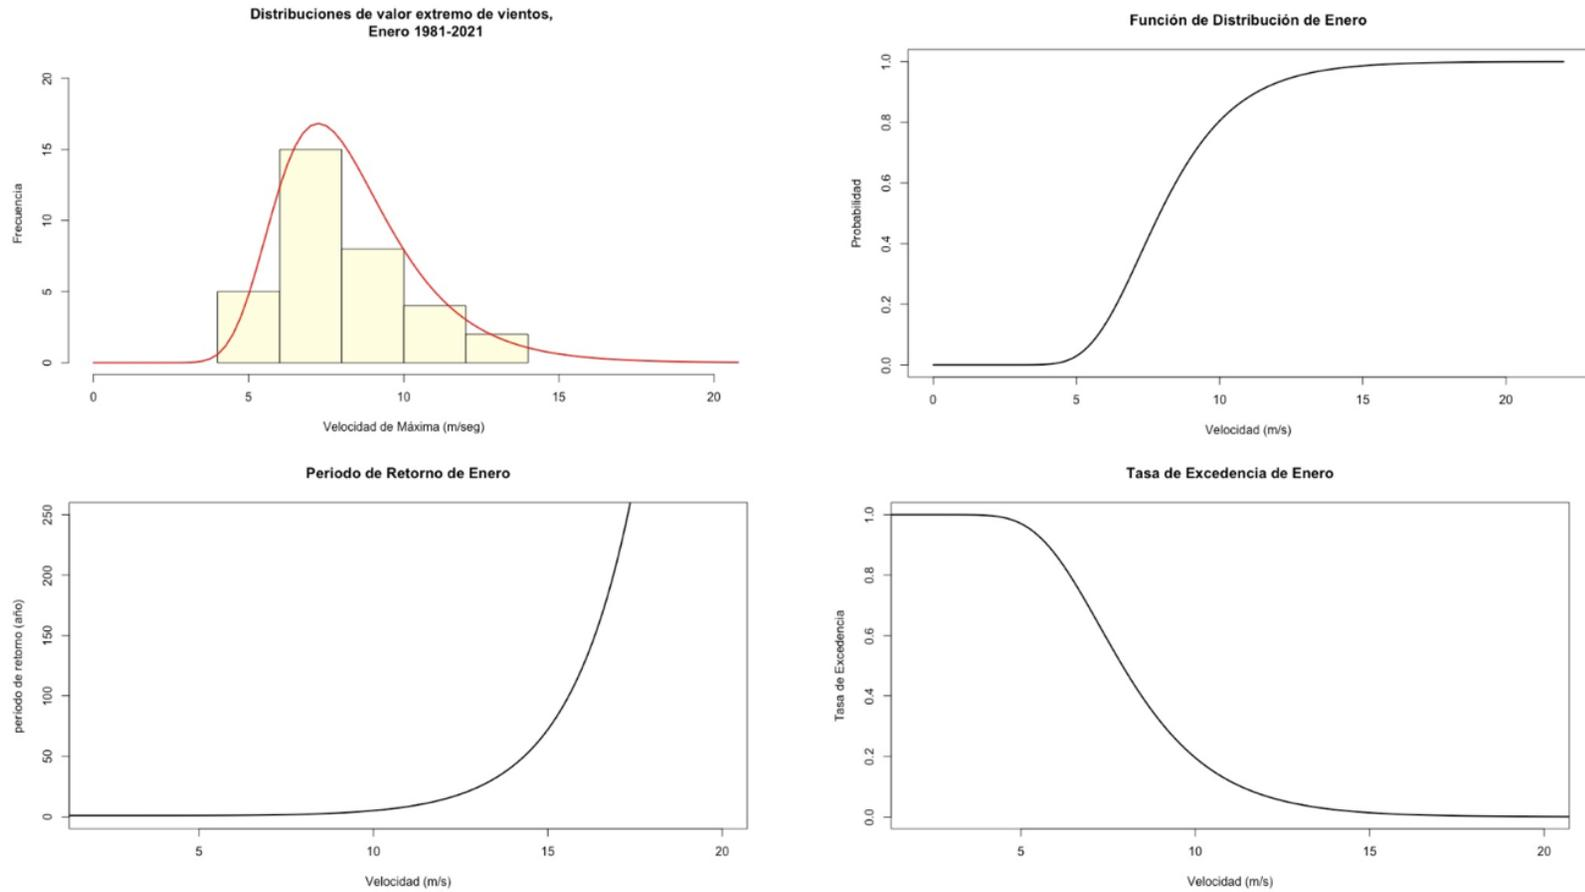 Distribuciones de valor extremo de vientos,
Enero 1981-2021
20
15
10
5
0
Frecuencia
0 5 10 15 20
Velocidad de Máxima (m/seg)
Función de Distribución de Enero
1.0
0.8
0.6
0.4
0.2
0.0
Probabilidad
0 5 10 15 20
Velocidad (m/s)
Periodo de Retorno de Enero
250
200
150
100
50
0
periodo de retorno (año)
5 10 15 20
Velocidad (m/s)
Tasa de Excedencia de Enero
1.0
0.8
0.6
0.4
0.2
0.0
Tasa de Excedencia
5 10 15 20
Velocidad (m/s)